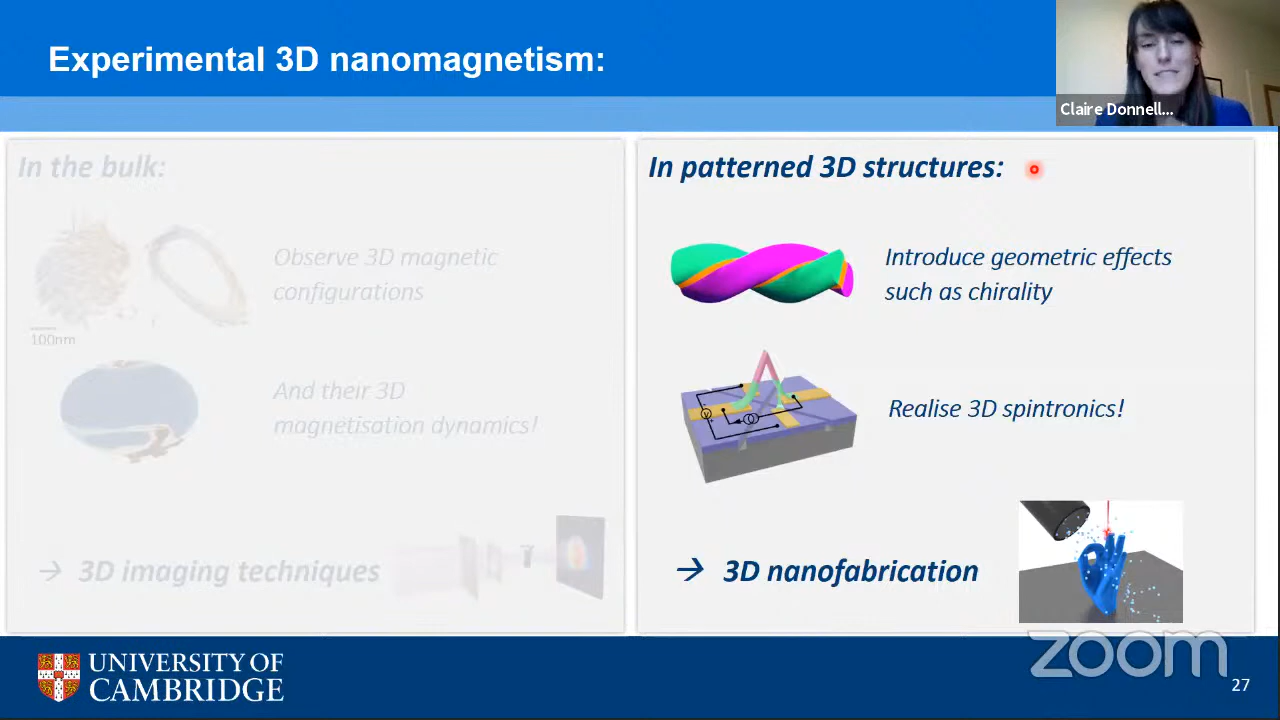 Experimental 3D nanomagnetism:
Claire Donnell...
In the bulk:
Observe 3D magnetic
configurations
100nm
And their 3D
magnetisation dynamics!
→ 3D imaging techniques
In patterned 3D structures:
Introduce geometric effects
such as chirality
V
Realise 3D spintronics!
→ 3D nanofabrication
UNIVERSITY OF
CAMBRIDGE
zoom
27